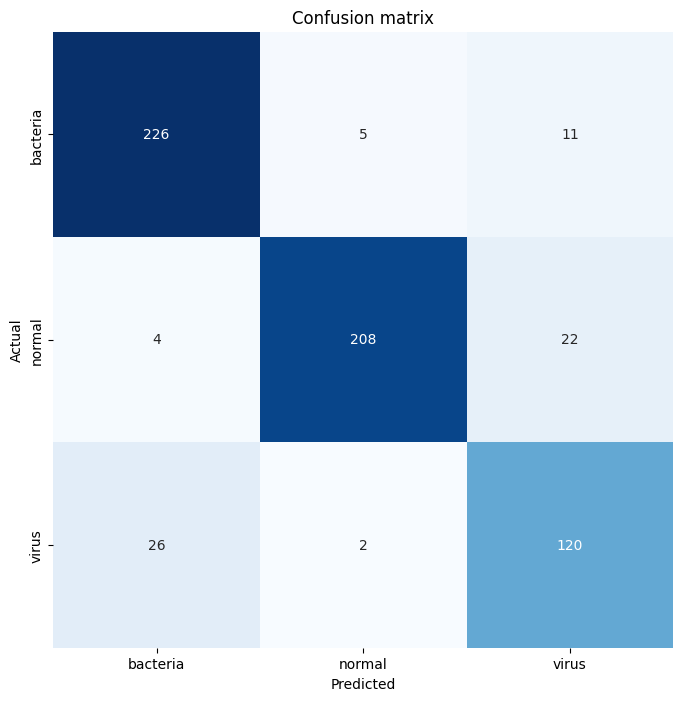 Confusion matrix
Actual
bacteria
226
5
11
normal
4
208
22
virus
26
2
120
bacteria
normal
virus
Predicted